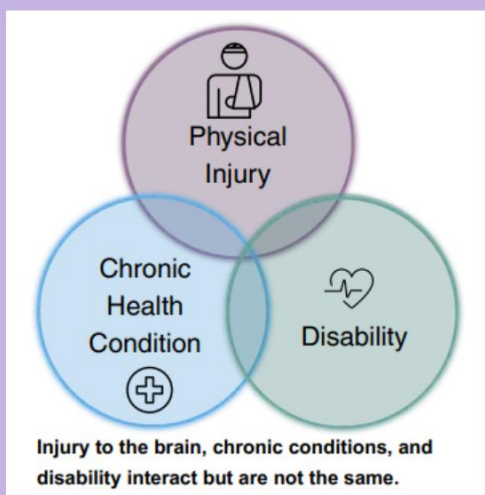 Physical
Injury
Chronic
Health
Condition
Disability
Injury to the brain, chronic conditions, and
disability interact but are not the same.